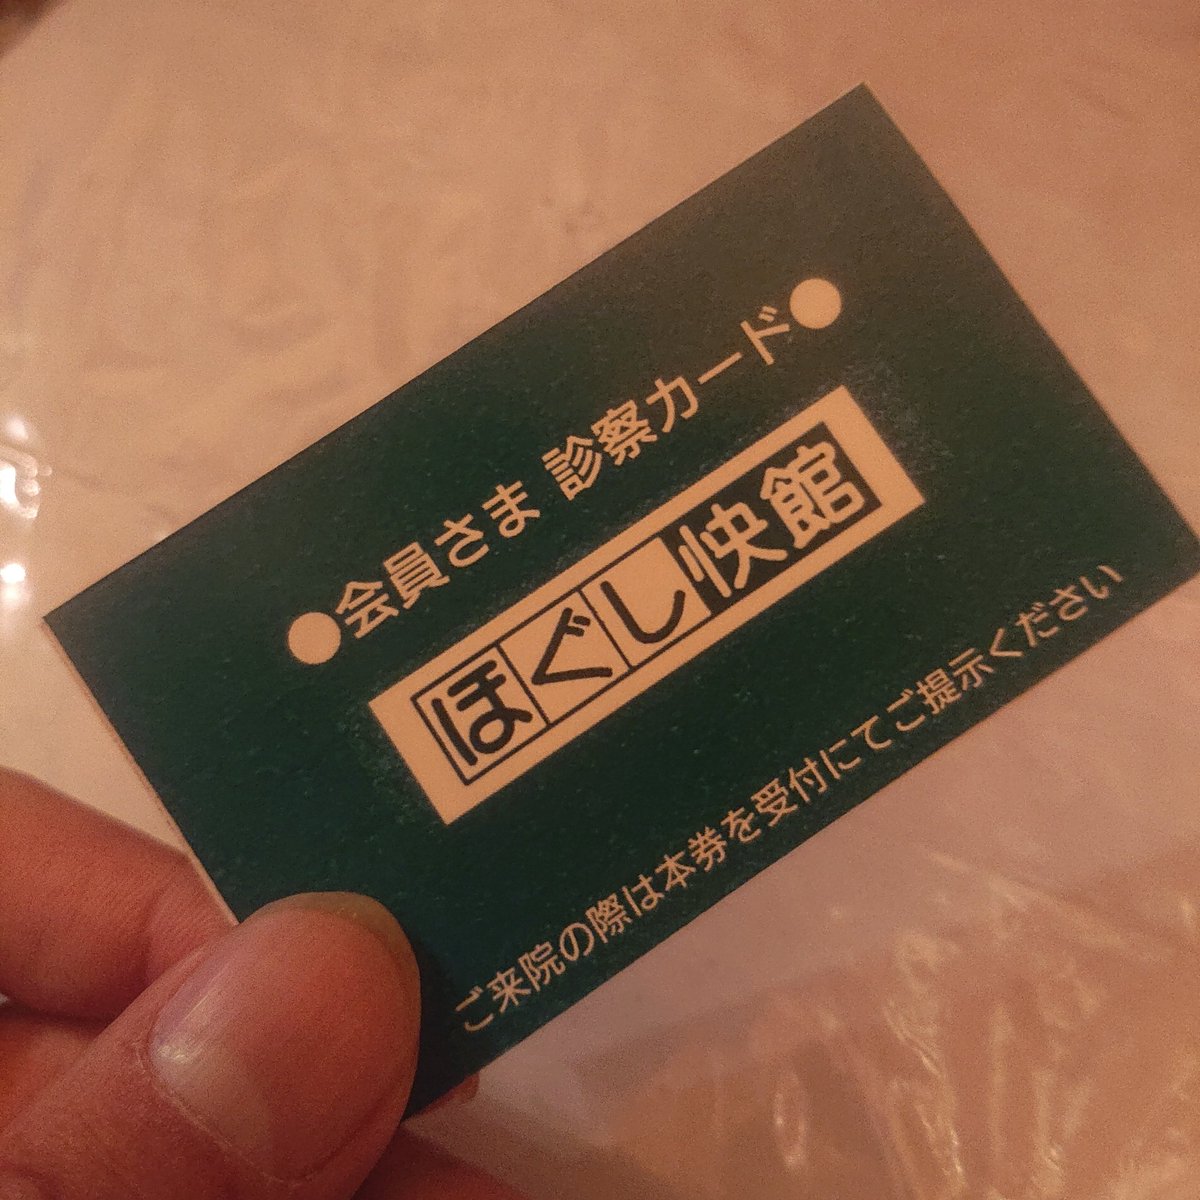 ●会員さま 診察カード●
ほぐし快館
ご来院の際は本券を受付にてご提示ください